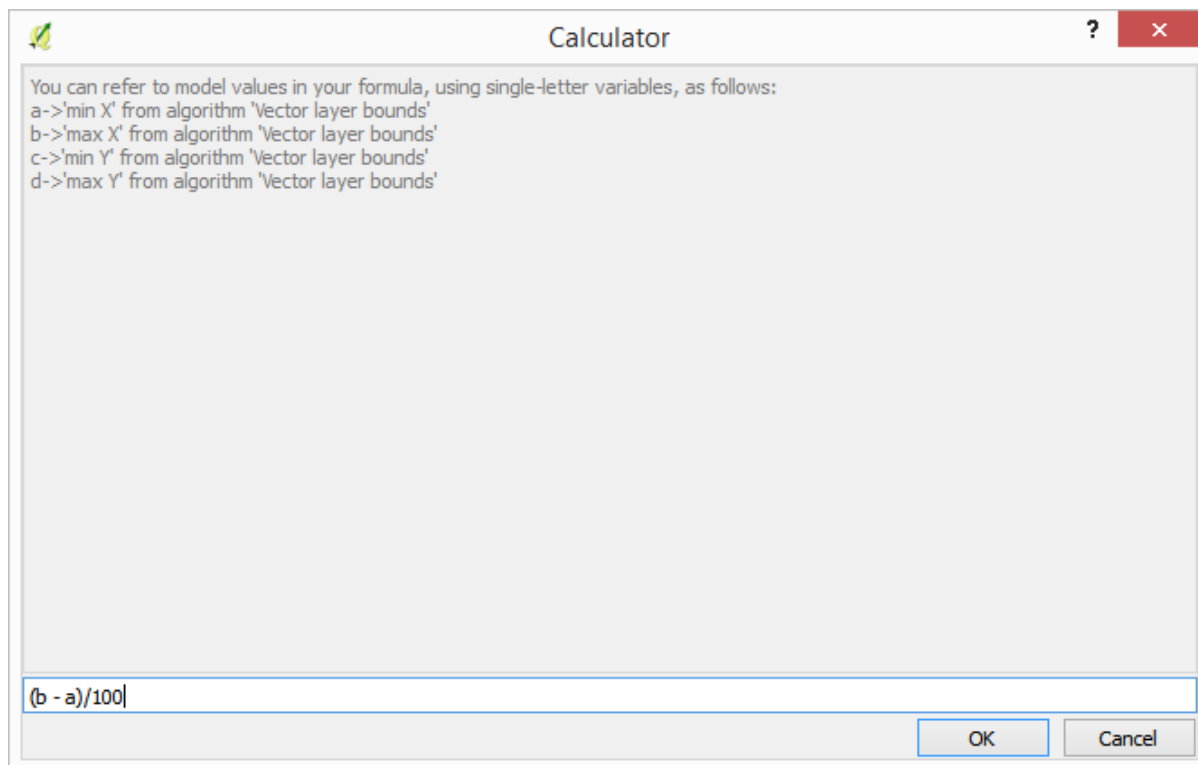 Calculator
?
You can refer to model values in your formula, using single-letter variables, as follows:
a->'min X' from algorithm 'Vector layer bounds'
b->'max X' from algorithm 'Vector layer bounds'
c->'min Y' from algorithm 'Vector layer bounds'
d->'max Y' from algorithm 'Vector layer bounds'
(b - a)/100
OK
Cancel